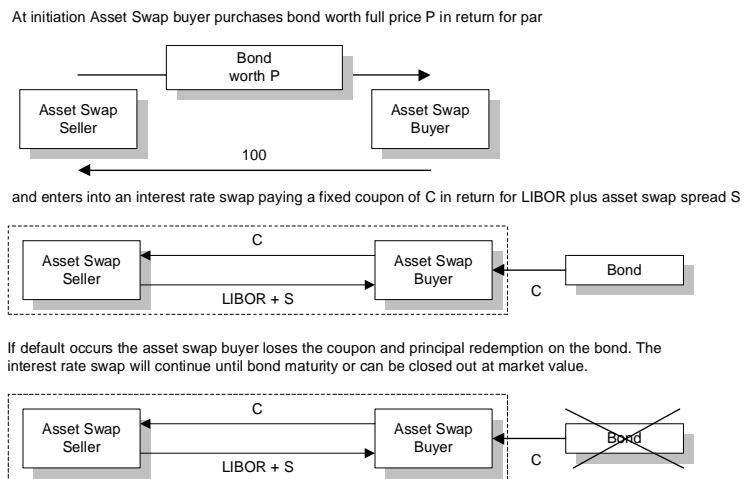 At initiation Asset Swap buyer purchases bond worth full price P in return for par
Bond
worth P
Asset Swap
Seller
Asset Swap
Buyer
100
and enters into an interest rate swap paying a fixed coupon of C in return for LIBOR plus asset swap spread S
C
Asset Swap
Seller
Asset Swap
Buyer
Bond
LIBOR + S
C
If default occurs the asset swap buyer loses the coupon and principal redemption on the bond. The
interest rate swap will continue until bond maturity or can be closed out at market value.
C
Asset Swap
Seller
Asset Swap
Buyer
Bond
LIBOR + S
C